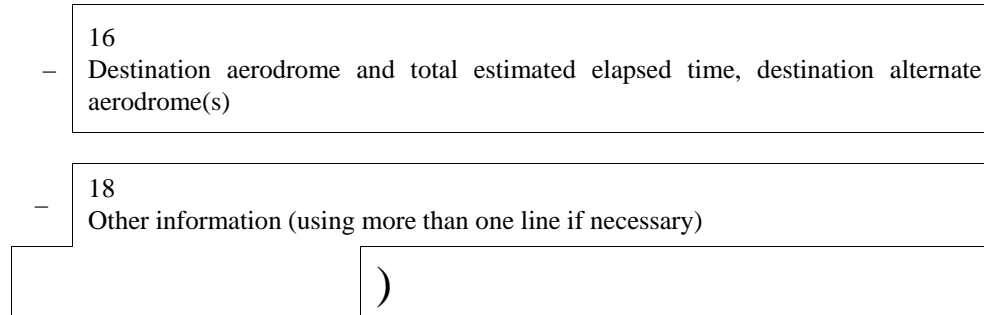 16
– Destination aerodrome and total estimated elapsed time, destination alternate
aerodrome(s)
18
– Other information (using more than one line if necessary)
)